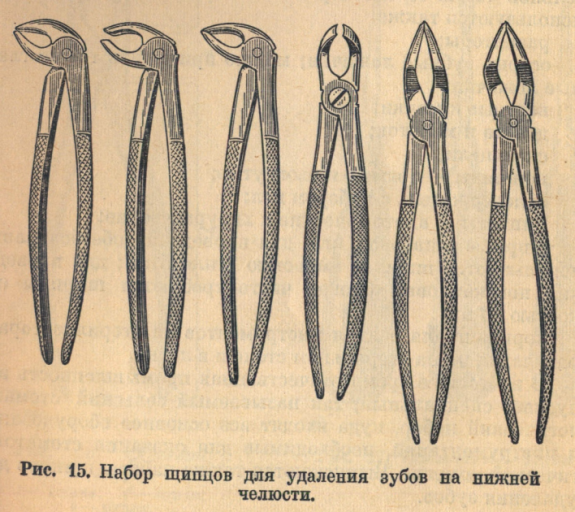 Рис. 15. Набор щипцов для удаления зубов на нижней
челюсти.